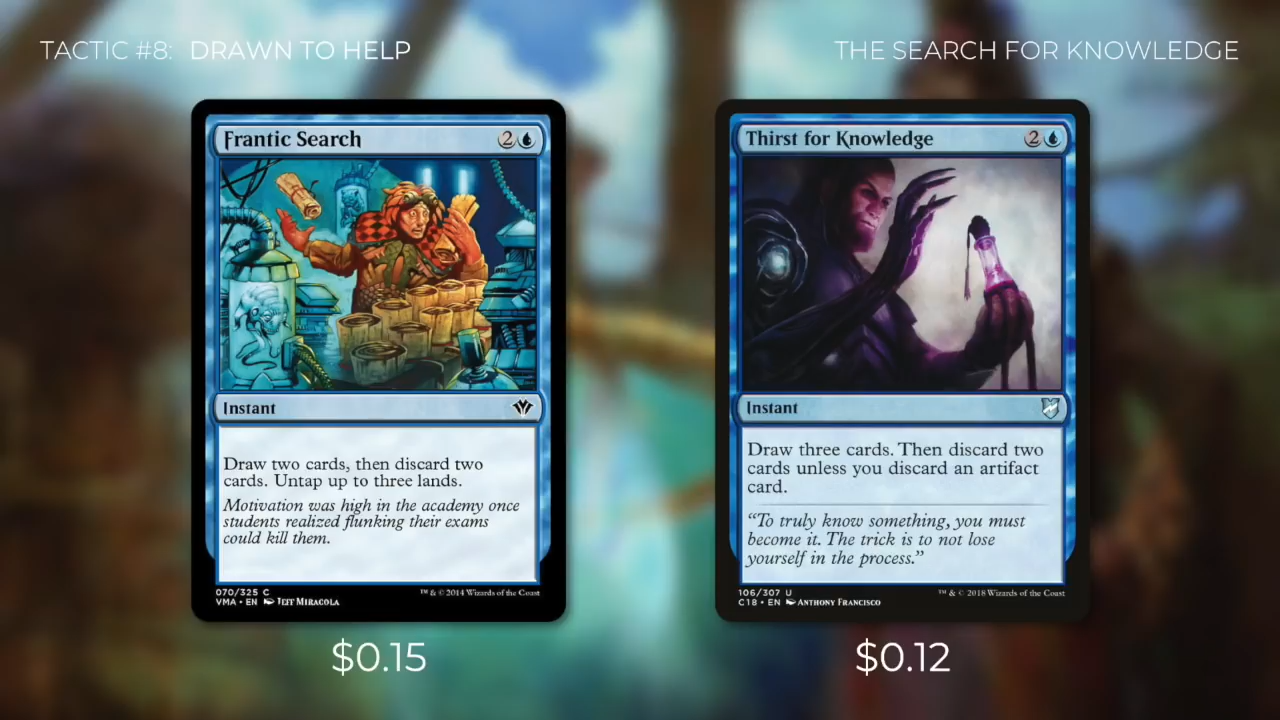 TACTIC #8: DRAWN TO HELP
THE SEARCH FOR KNOWLEDGE
Frantic Search 2
Instant
Draw two cards, then discard two
cards. Untap up to three lands.
Motivation was high in the academy once
students realized flunking their exams
could kill them.
070/325 C
VMA • EN JEFF MIRACOLA
™ & © 2014 Wizards of the Coast
$0.15
Thirst for Knowledge 2
Instant
Draw three cards. Then discard two
cards unless you discard an artifact
card.
“To truly know something, you must
become it. The trick is to not lose
yourself in the process.”
106/307 U
C18 • EN ANTHONY FRANCISCO
™ & © 2018 Wizards of the Coast
$0.12